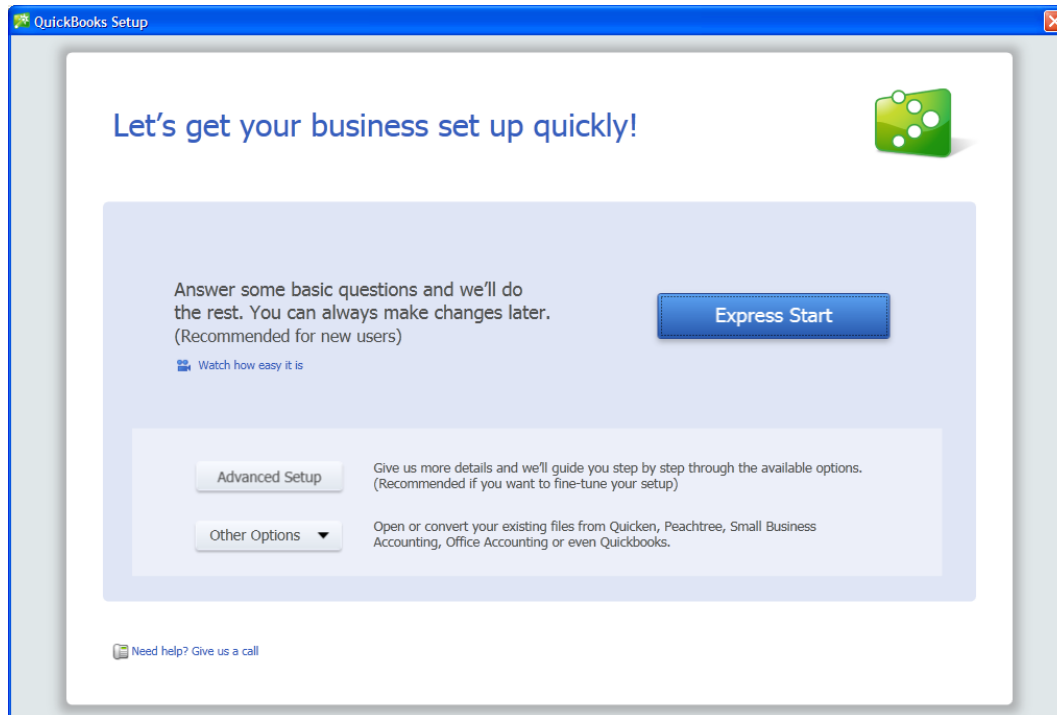 QuickBooks Setup
Let's get your business set up quickly!
Answer some basic questions and we'll do
the rest. You can always make changes later.
(Recommended for new users)
Watch how easy it is
Express Start
Advanced Setup
Give us more details and we'll guide you step by step through the available options.
(Recommended if you want to fine-tune your setup)
Other Options
Open or convert your existing files from Quicken, Peachtree, Small Business
Accounting, Office Accounting or even Quickbooks.
Need help? Give us a call